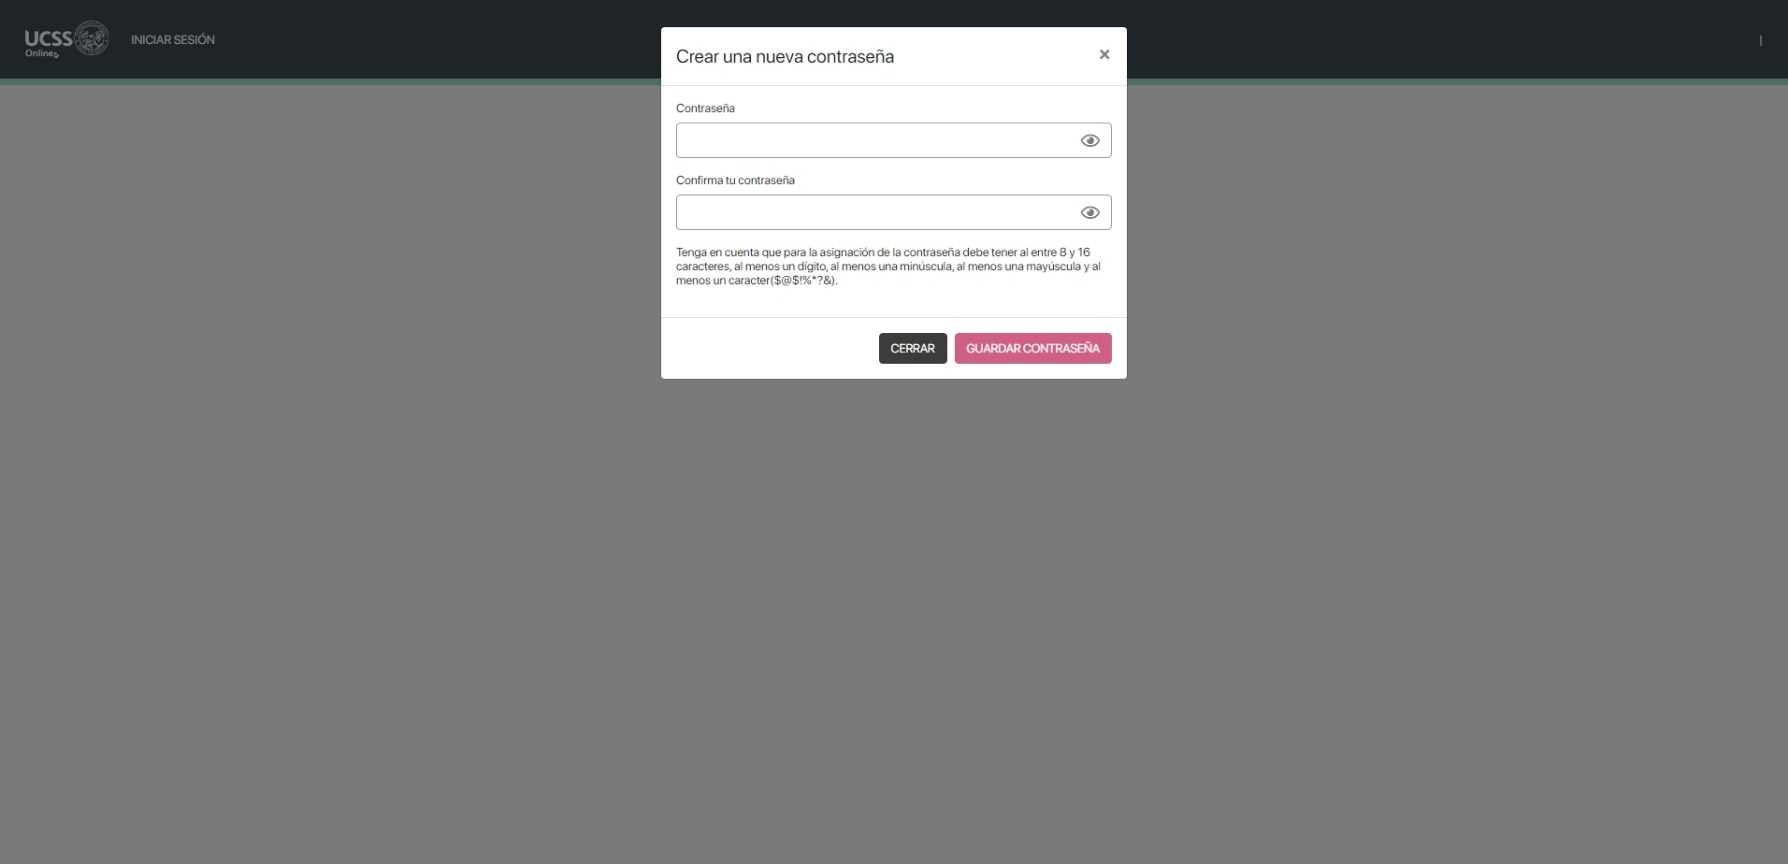 UCSS
Online
INICIAR SESIÓN
|
Crear una nueva contraseña
×
Contraseña
Confirma tu contraseña
Tenga en cuenta que para la asignación de la contraseña debe tener al entre 8 y 16
caracteres, al menos un dígito, al menos una minúscula, al menos una mayúscula y al
menos un caracter($@$!%*?&).
CERRAR
GUARDAR CONTRASEÑA